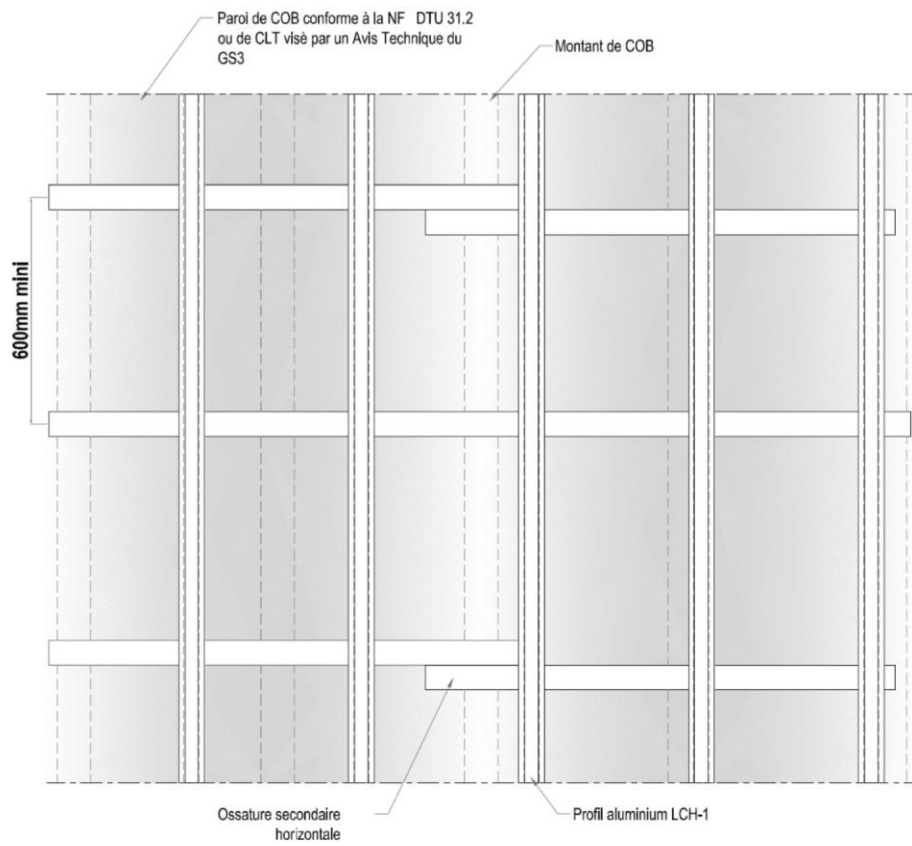 Paroi de COB conforme à la NF DTU 31.2
ou de CLT visè par un Avis Technique du
GS3
Montant de COB
600mm mini
Ossature secondaire
horizontale
Profil aluminium LCH-1